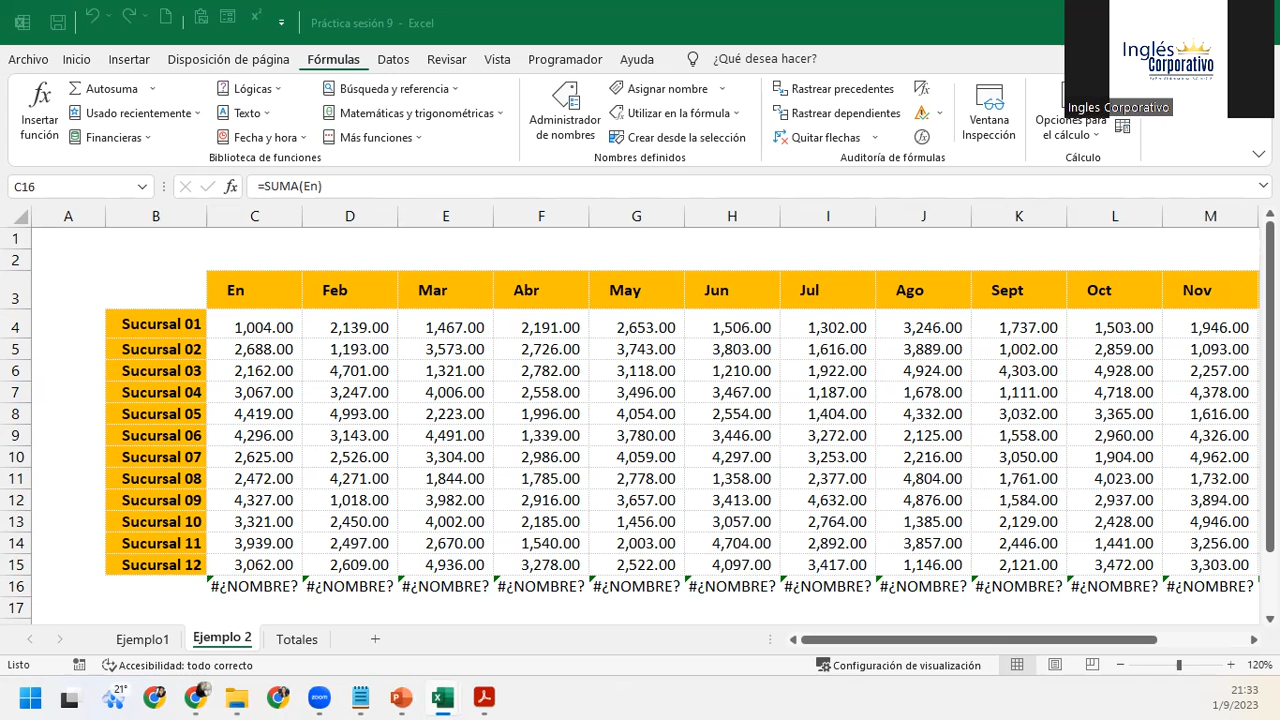 Práctica sesión 9 - Excel
Inglés
Corporativo
Ingles Corporativo
Archivo Inicio Insertar Disposición de página Fórmulas Datos Revisar Vista Programador Ayuda ¿Qué desea hacer?
Autosuma Lógicas Búsqueda y referencia Asignar nombre Rastrear precedentes
Usado recientemente Texto Matemáticas y trigonométricas Utilizar en la fórmula Rastrear dependientes
Financieras Fecha y hora Más funciones Crear desde la selección Quitar flechas
Insertar función
Administrador de nombres
Ventana Inspección
Opciones para el cálculo
Biblioteca de funciones Nombres definidos Auditoría de fórmulas Cálculo
C16 fx =SUMA(En)
A B C D E F G H I J K L M
1
2
3 En Feb Mar Abr May Jun Jul Ago Sept Oct Nov
4 Sucursal 01 1,004.00 2,139.00 1,467.00 2,191.00 2,653.00 1,506.00 1,302.00 3,246.00 1,737.00 1,503.00 1,946.00
5 Sucursal 02 2,688.00 1,193.00 3,573.00 2,726.00 3,743.00 3,803.00 1,616.00 3,889.00 1,002.00 2,859.00 1,093.00
6 Sucursal 03 2,162.00 4,701.00 1,321.00 2,782.00 3,118.00 1,210.00 1,922.00 4,924.00 4,303.00 4,928.00 2,257.00
7 Sucursal 04 3,067.00 3,247.00 4,006.00 2,558.00 3,496.00 3,467.00 1,187.00 1,678.00 1,111.00 4,718.00 4,378.00
8 Sucursal 05 4,419.00 4,993.00 2,223.00 1,996.00 4,054.00 2,554.00 1,404.00 4,332.00 3,032.00 3,365.00 1,616.00
9 Sucursal 06 4,296.00 3,143.00 4,491.00 1,339.00 3,780.00 3,446.00 3,272.00 2,125.00 1,558.00 2,960.00 4,326.00
10 Sucursal 07 2,625.00 2,526.00 3,304.00 2,986.00 4,059.00 4,297.00 3,253.00 2,216.00 3,050.00 1,904.00 4,962.00
11 Sucursal 08 2,472.00 4,271.00 1,844.00 1,785.00 2,778.00 1,358.00 2,377.00 4,804.00 1,761.00 4,023.00 1,732.00
12 Sucursal 09 4,327.00 1,018.00 3,982.00 2,916.00 3,657.00 3,413.00 4,676.00 4,876.00 1,584.00 2,937.00 3,894.00
13 Sucursal 10 3,321.00 2,450.00 4,002.00 2,185.00 1,456.00 3,057.00 2,764.00 1,385.00 2,129.00 2,428.00 4,946.00
14 Sucursal 11 3,939.00 2,497.00 2,670.00 1,540.00 2,003.00 4,704.00 2,892.00 3,857.00 2,446.00 1,441.00 3,256.00
15 Sucursal 12 3,062.00 2,609.00 4,936.00 3,278.00 2,522.00 4,097.00 3,417.00 1,146.00 2,121.00 3,472.00 3,303.00
16 #¿NOMBRE? #¿NOMBRE? #¿NOMBRE? #¿NOMBRE? #¿NOMBRE? #¿NOMBRE? #¿NOMBRE? #¿NOMBRE? #¿NOMBRE? #¿NOMBRE? #¿NOMBRE?
17
Ejemplo1 Ejemplo 2 Totales
Listo Accesibilidad: todo correcto Configuración de visualización 120%
21°
zoom
21:33
1/9/2023